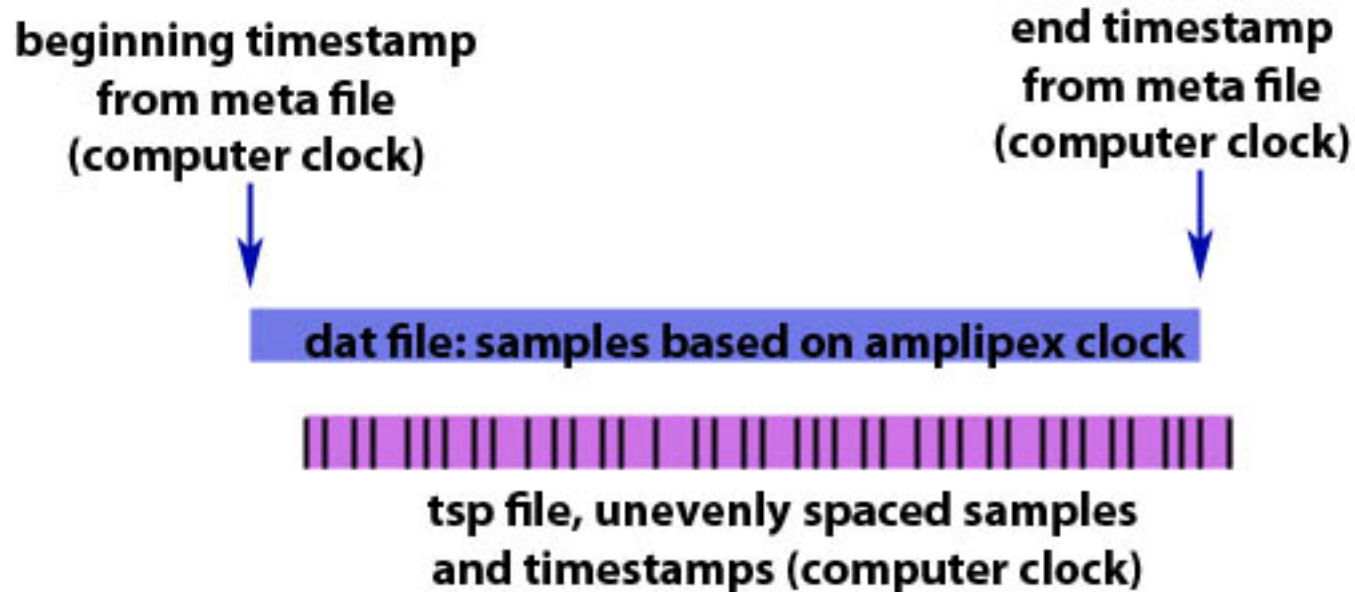 beginning timestamp
from meta file
(computer clock)
end timestamp
from meta file
(computer clock)
dat file: samples based on amplipex clock
tsp file, unevenly spaced samples
and timestamps (computer clock)